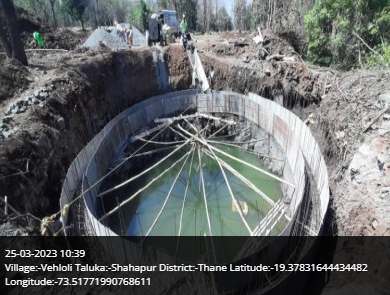 25-03-2023 10:39
Village:-Vehloli Taluka:-Shahapur District:-Thane Latitude:-19.37831644434482
Longitude:-73.51771990768611